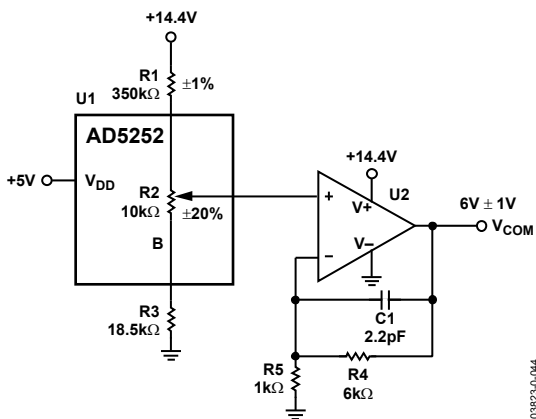 +14.4V
R1
350kΩ
±1%
U1
AD5252
+5V
VDD
R2
10kΩ
±20%
B
R3
18.5kΩ
+14.4V
U2
+
V+
V–
–
6V ± 1V
VCOM
C1
2.2pF
R4
6kΩ
R5
1kΩ
03823-0-044